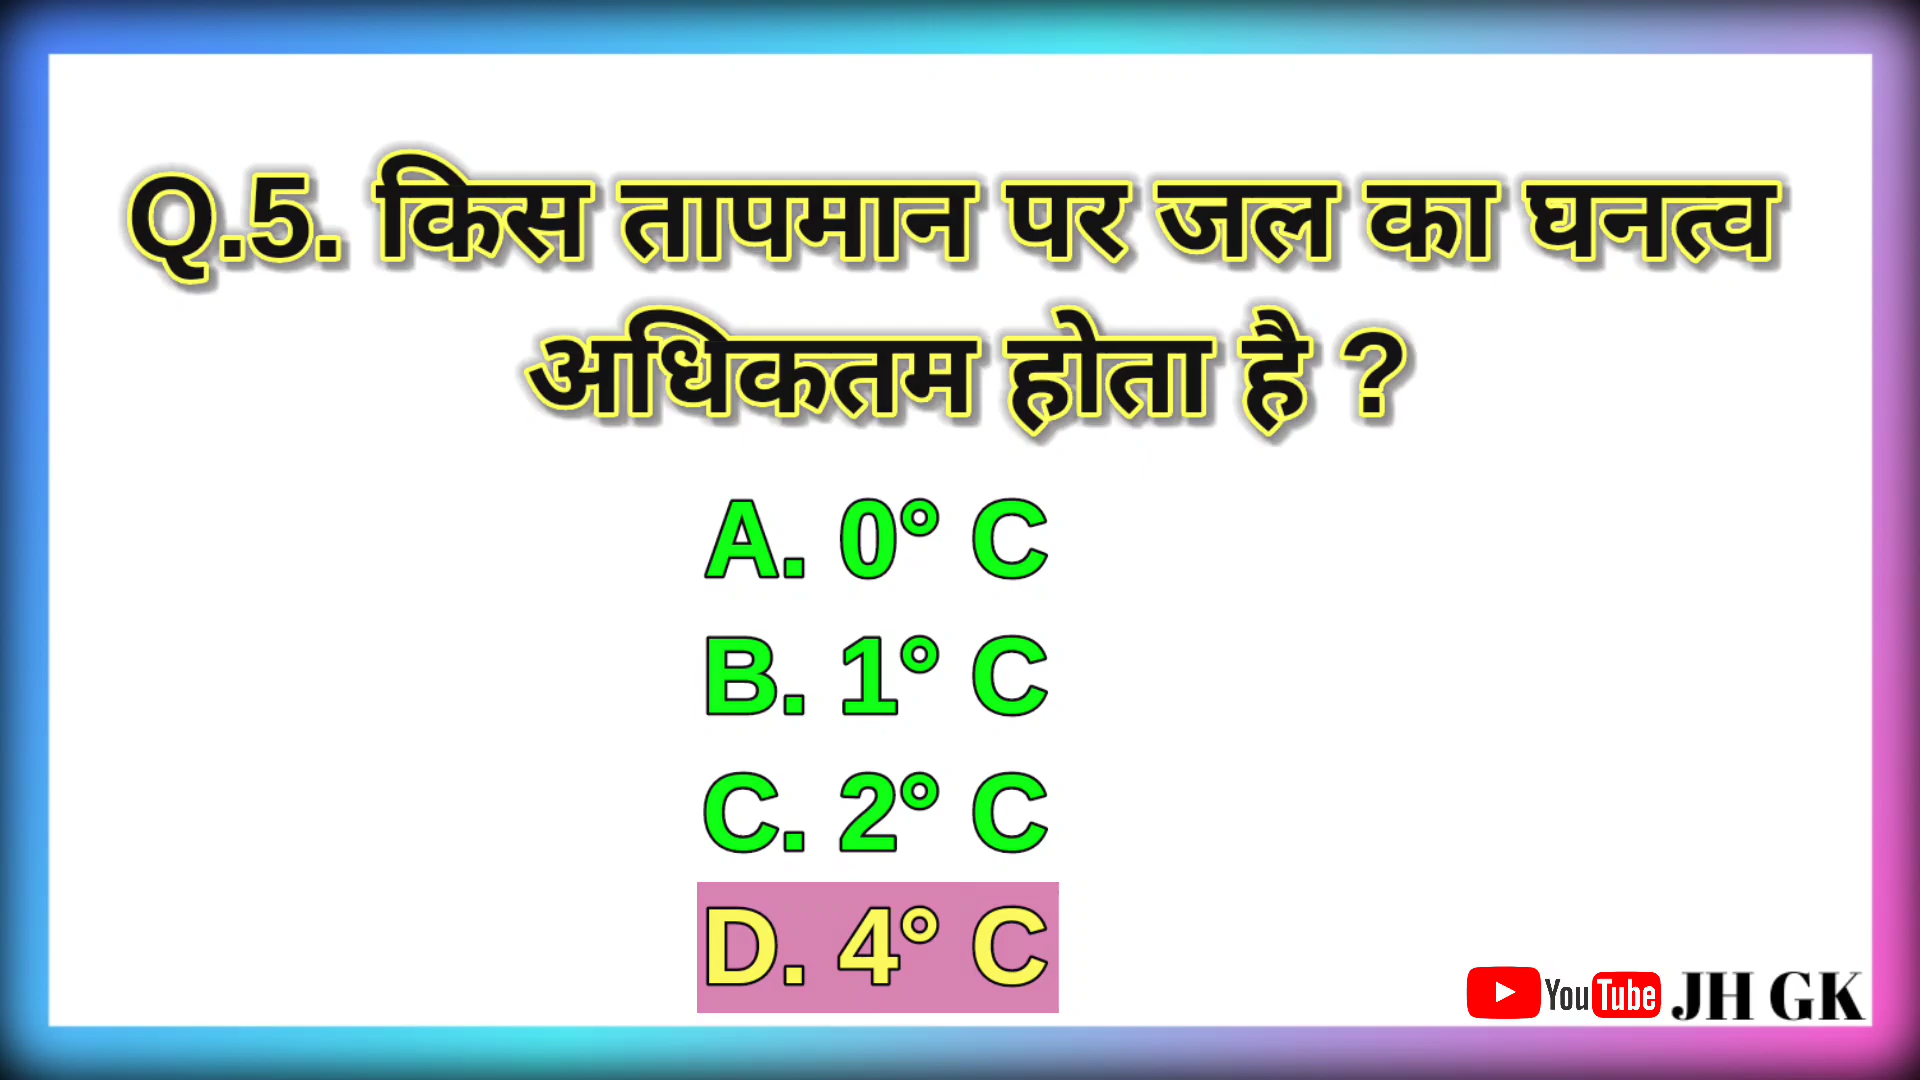 Q.5. किस तापमान पर जल का घनत्व
अधिकतम होता है ?
A. 0° C
B. 1° C
C. 2° C
D. 4° C
YouTube JH GK